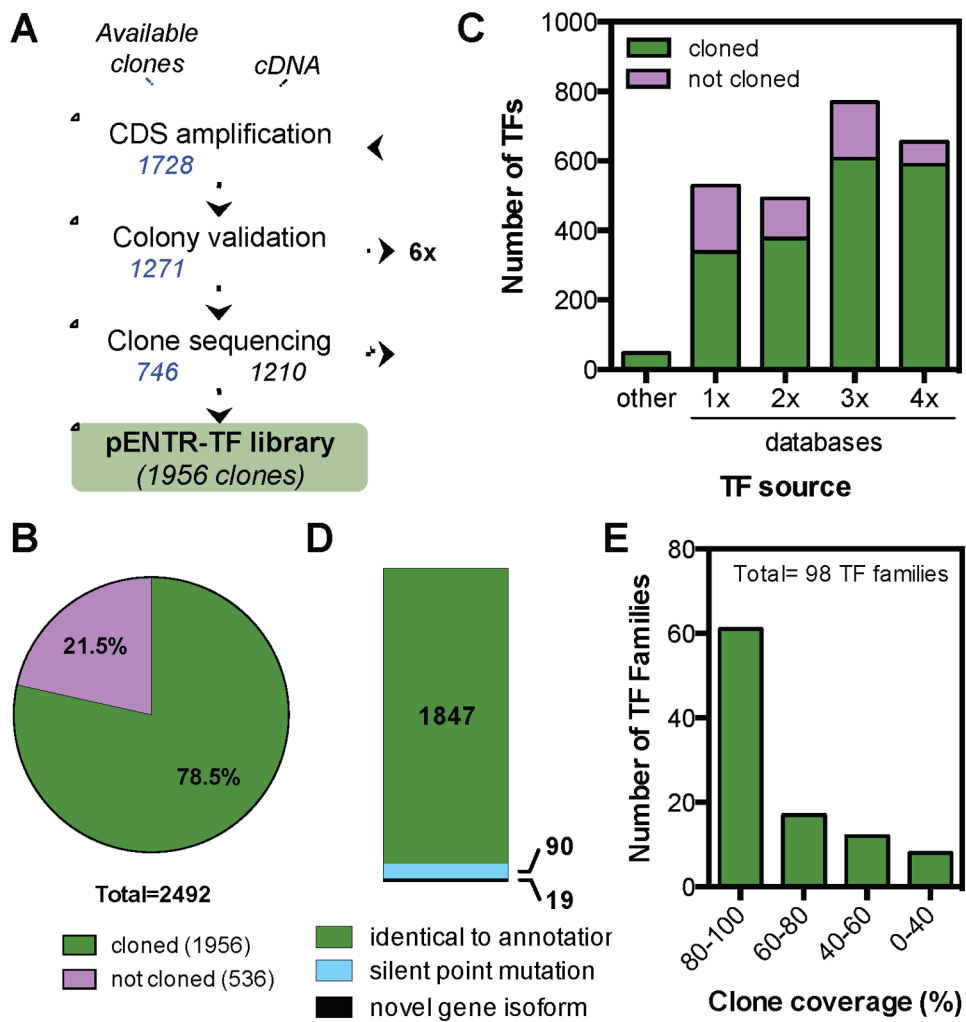 A
Available
clones
cDNA
CDS amplification
1728
Colony validation
1271
6x
Clone sequencing
746 1210
pENTR-TF library
(1956 clones)
B
21.5%
78.5%
Total=2492
cloned (1956)
not cloned (536)
C
Number of TFs
1000
800
600
400
200
0
cloned
not cloned
other 1x 2x 3x 4x
databases
TF source
D
1847
90
19
identical to annotation
silent point mutation
novel gene isoform
E
Number of TF Families
80
60
40
20
0
Total= 98 TF families
80-100 60-80 40-60 0-40
Clone coverage (%)